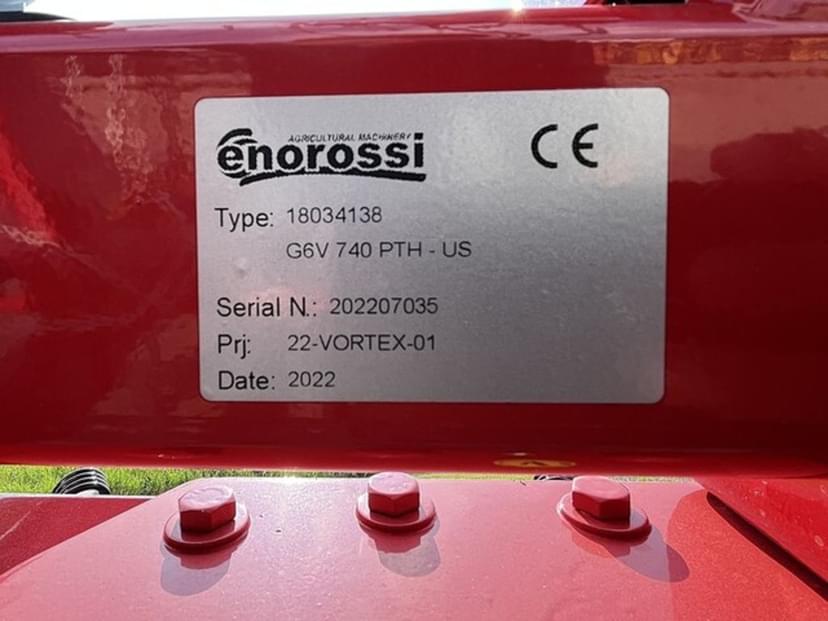 AGRICULTURAL MACHINERY
enorossi
CE
Type: 18034138
G6V 740 PTH - US
Serial N.: 202207035
Prj: 22-VORTEX-01
Date: 2022